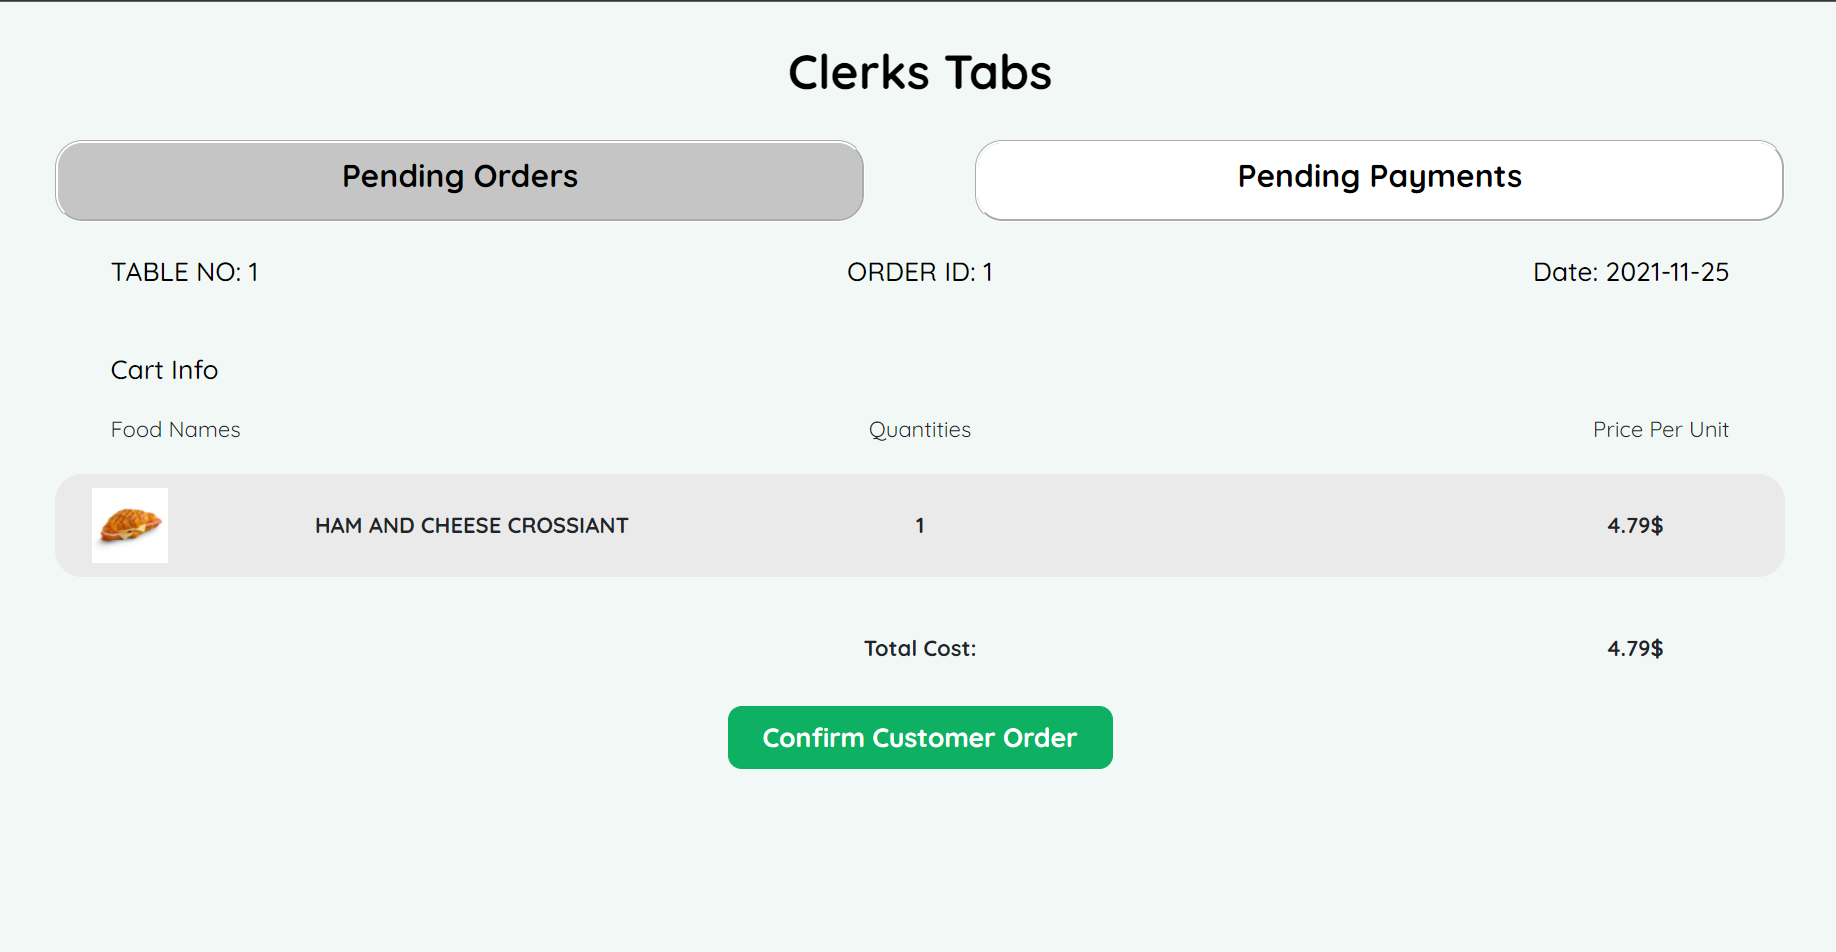 Clerks Tabs
Pending Orders Pending Payments
TABLE NO: 1 ORDER ID: 1 Date: 2021-11-25
Cart Info
Food Names Quantities Price Per Unit
HAM AND CHEESE CROSSIANT 1 4.79$
Total Cost: 4.79$
Confirm Customer Order